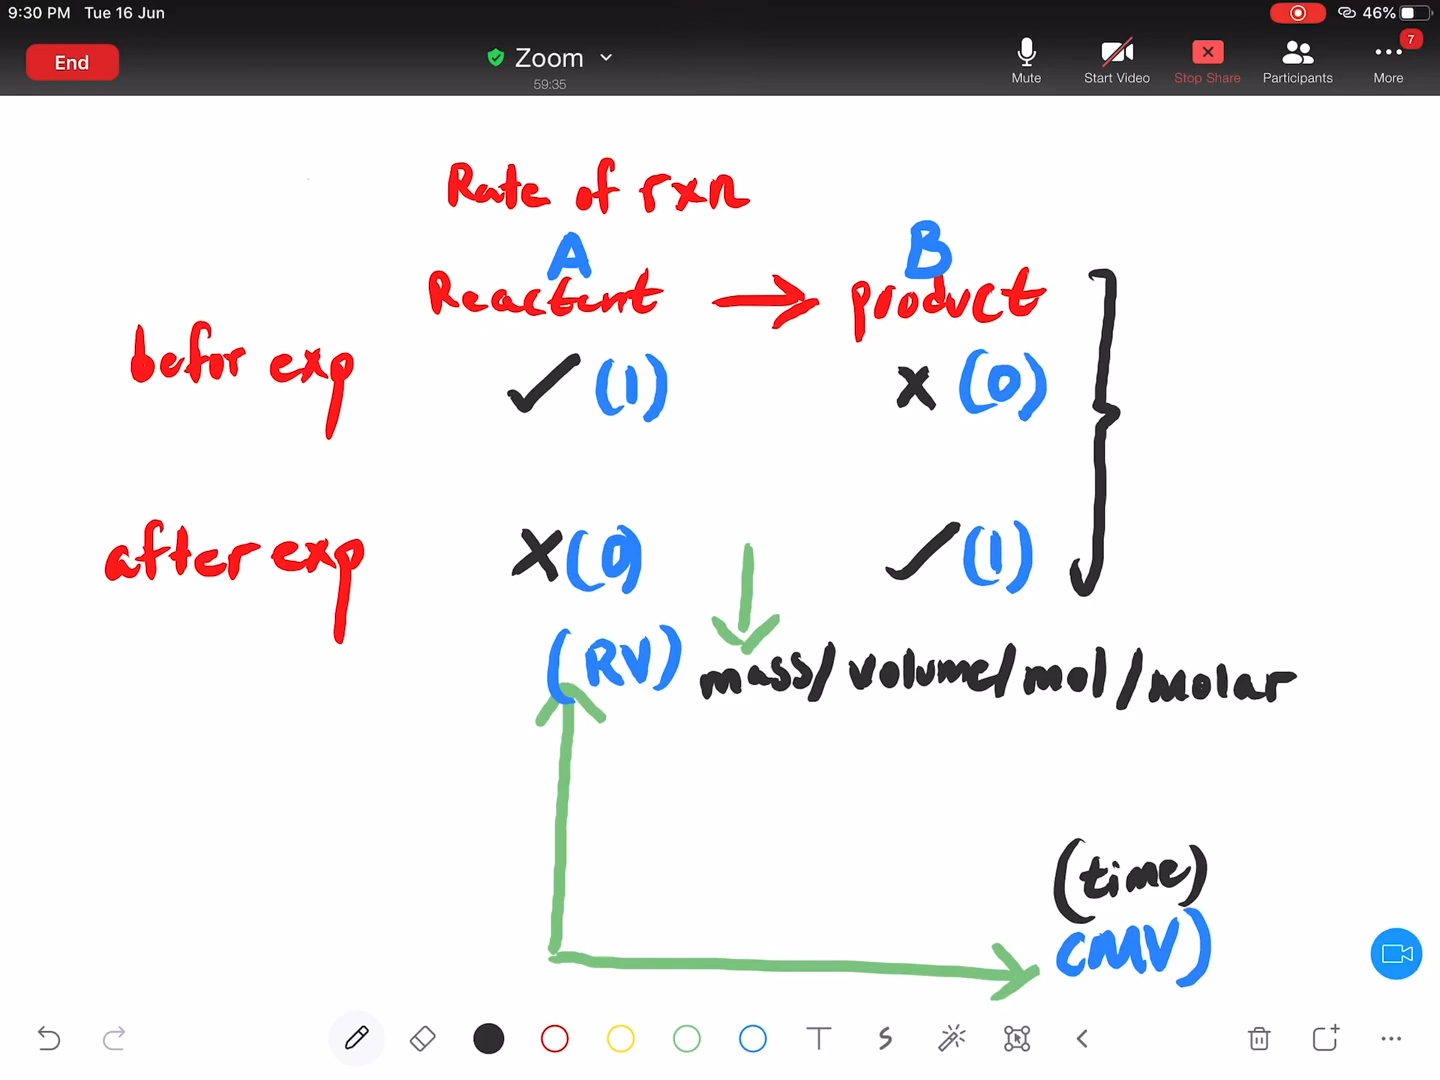 9:30 PM Tue 16 Jun
46%
End
Zoom
59:35
Mute
Start Video
Stop Share
Participants
7
More
Rate of rxn
A B
Reactant → product
befor exp ✓ (1) x (0)
after exp x (0) ✓ (1)
(RV) mass/volume/mol/molar
(time)
(MV)
T